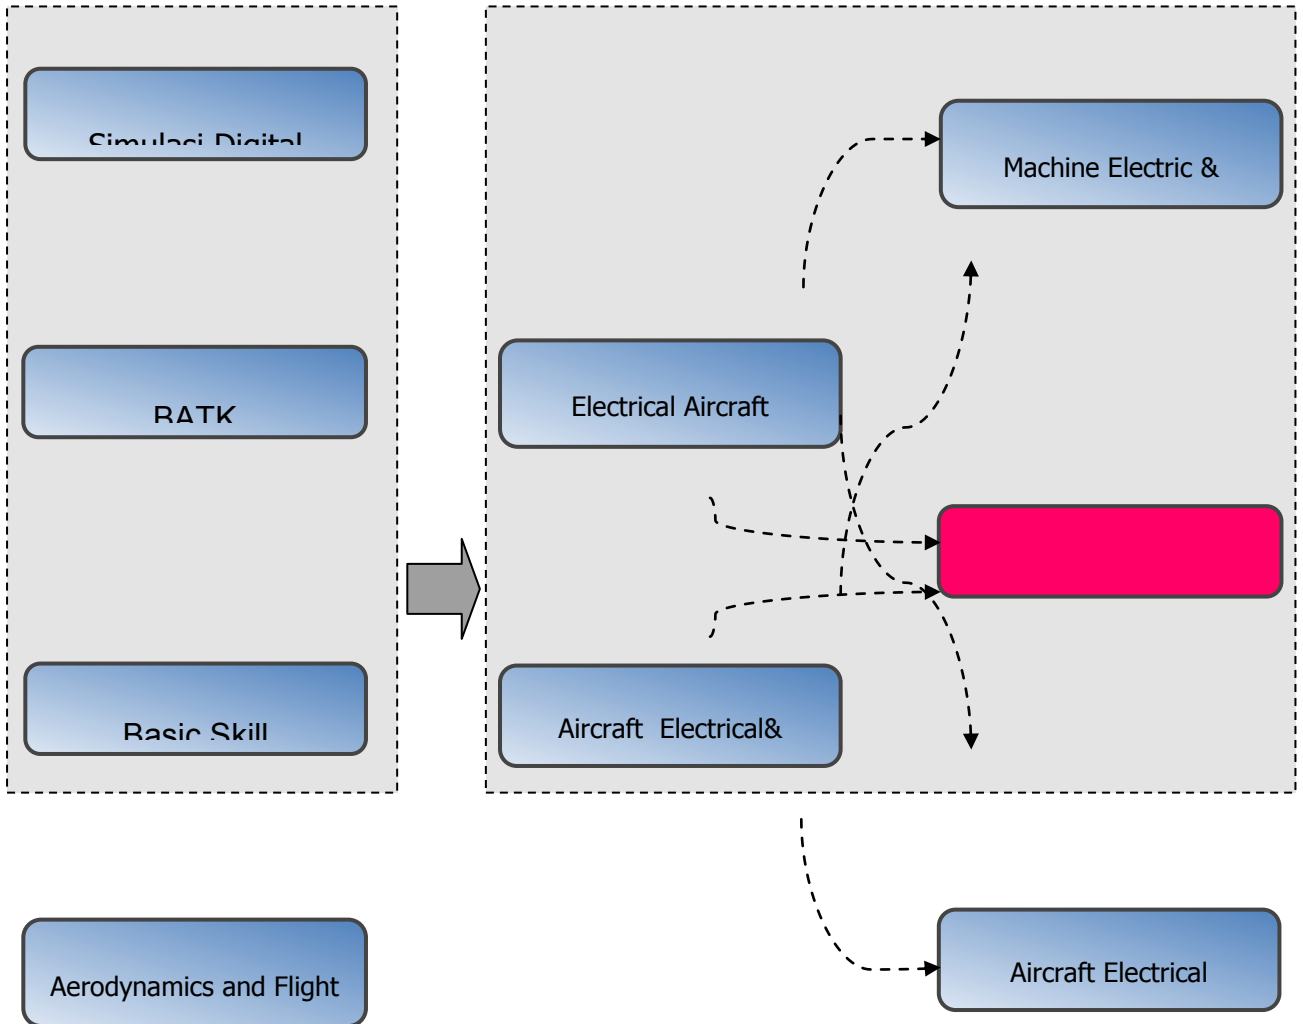 Simulasi Digital
BATK
Basic Skill
Aerodynamics and Flight
Electrical Aircraft
Aircraft Electrical&
Machine Electric &
Aircraft Electrical